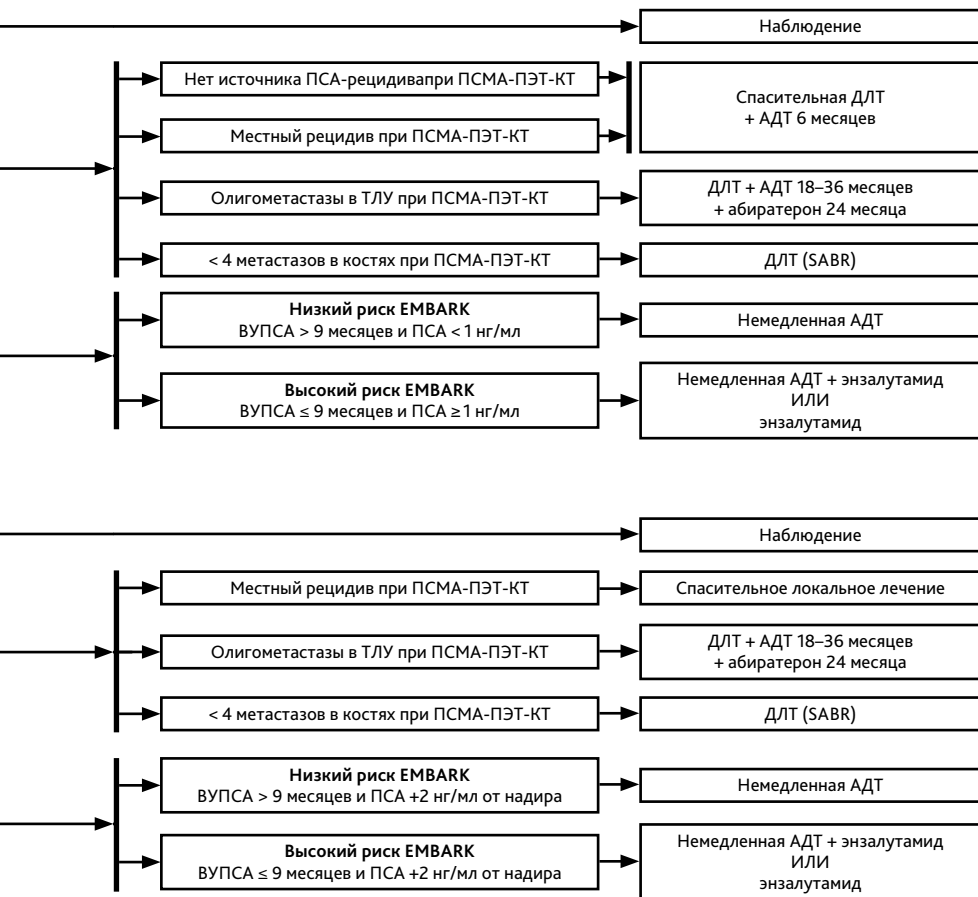 Наблюдение
Нет источника ПСА-рецидивапри ПСМА-ПЭТ-КТ
Местный рецидив при ПСМА-ПЭТ-КТ
Спасительная ДЛТ
+ АДТ 6 месяцев
Олигометастазы в ТЛУ при ПСМА-ПЭТ-КТ
ДЛТ + АДТ 18–36 месяцев
+ абиратерон 24 месяца
< 4 метастазов в костях при ПСМА-ПЭТ-КТ
ДЛТ (SABR)
Низкий риск EMBARK
ВУПСА > 9 месяцев и ПСА < 1 нг/мл
Немедленная АДТ
Высокий риск EMBARK
ВУПСА ≤ 9 месяцев и ПСА ≥ 1 нг/мл
Немедленная АДТ + энзалутамид
ИЛИ
энзалутамид
Наблюдение
Местный рецидив при ПСМА-ПЭТ-КТ
Спасительное локальное лечение
Олигометастазы в ТЛУ при ПСМА-ПЭТ-КТ
ДЛТ + АДТ 18–36 месяцев
+ абиратерон 24 месяца
< 4 метастазов в костях при ПСМА-ПЭТ-КТ
ДЛТ (SABR)
Низкий риск EMBARK
ВУПСА > 9 месяцев и ПСА +2 нг/мл от надира
Немедленная АДТ
Высокий риск EMBARK
ВУПСА ≤ 9 месяцев и ПСА +2 нг/мл от надира
Немедленная АДТ + энзалутамид
ИЛИ
энзалутамид